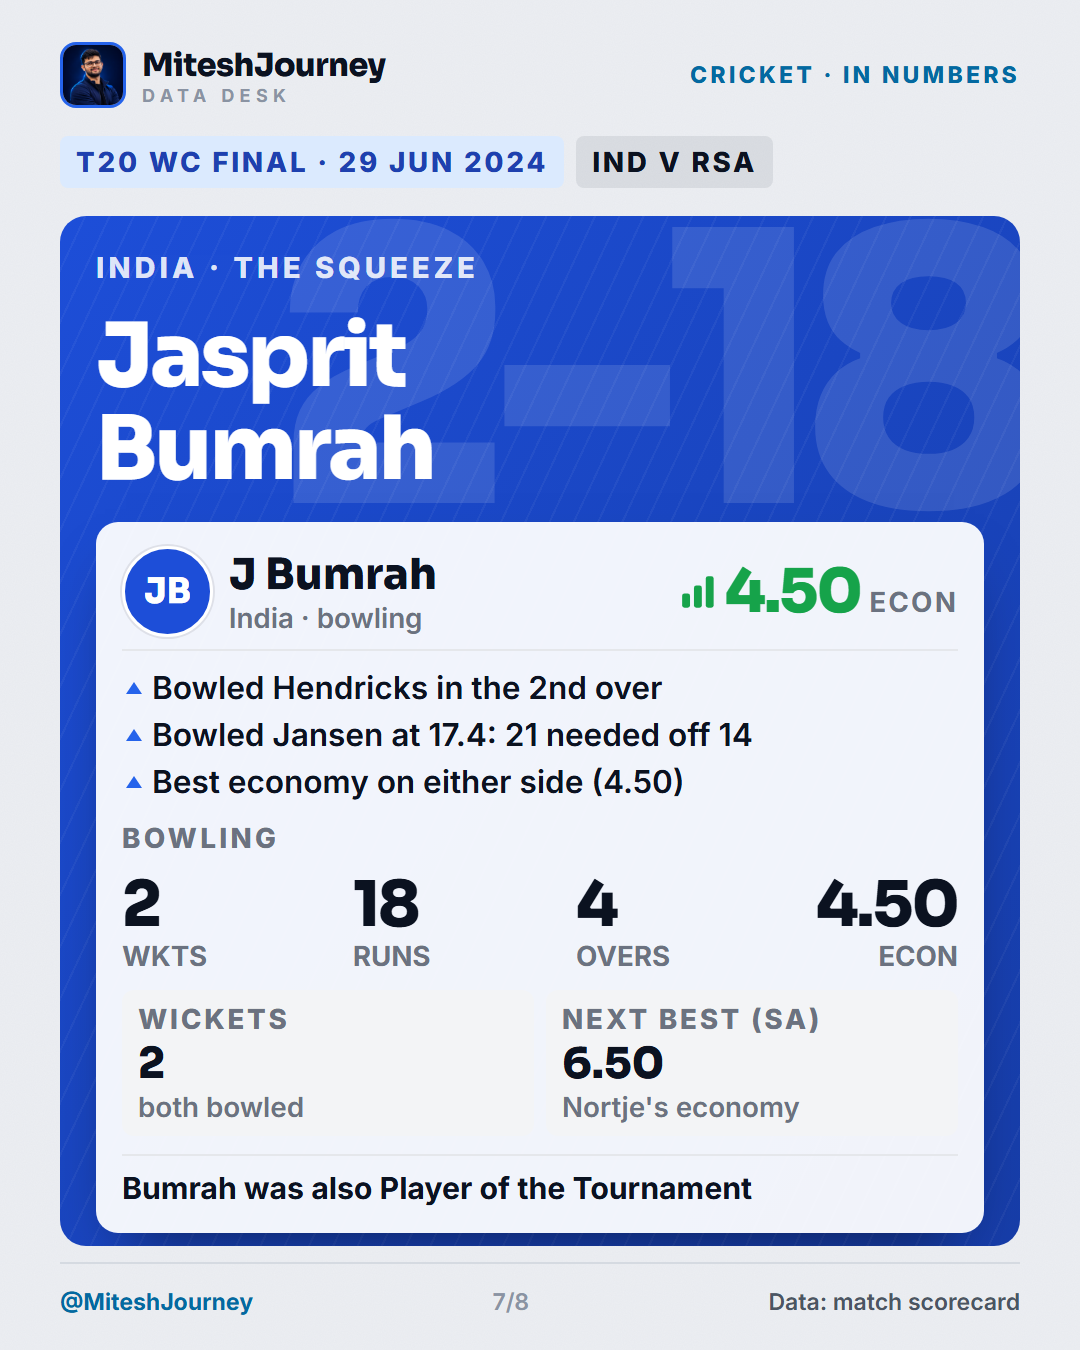 MiteshJourney
DATA DESK
CRICKET · IN NUMBERS
T20 WC FINAL · 29 JUN 2024
IND V RSA
2-18
INDIA · THE SQUEEZE
Jasprit
Bumrah
JB
J Bumrah
India · bowling
4.50 ECON
Bowled Hendricks in the 2nd over
Bowled Jansen at 17.4: 21 needed off 14
Best economy on either side (4.50)
BOWLING
2 18 4 4.50
WKTS RUNS OVERS ECON
WICKETS
2
both bowled
NEXT BEST (SA)
6.50
Nortje's economy
Bumrah was also Player of the Tournament
@MiteshJourney
7/8
Data: match scorecard